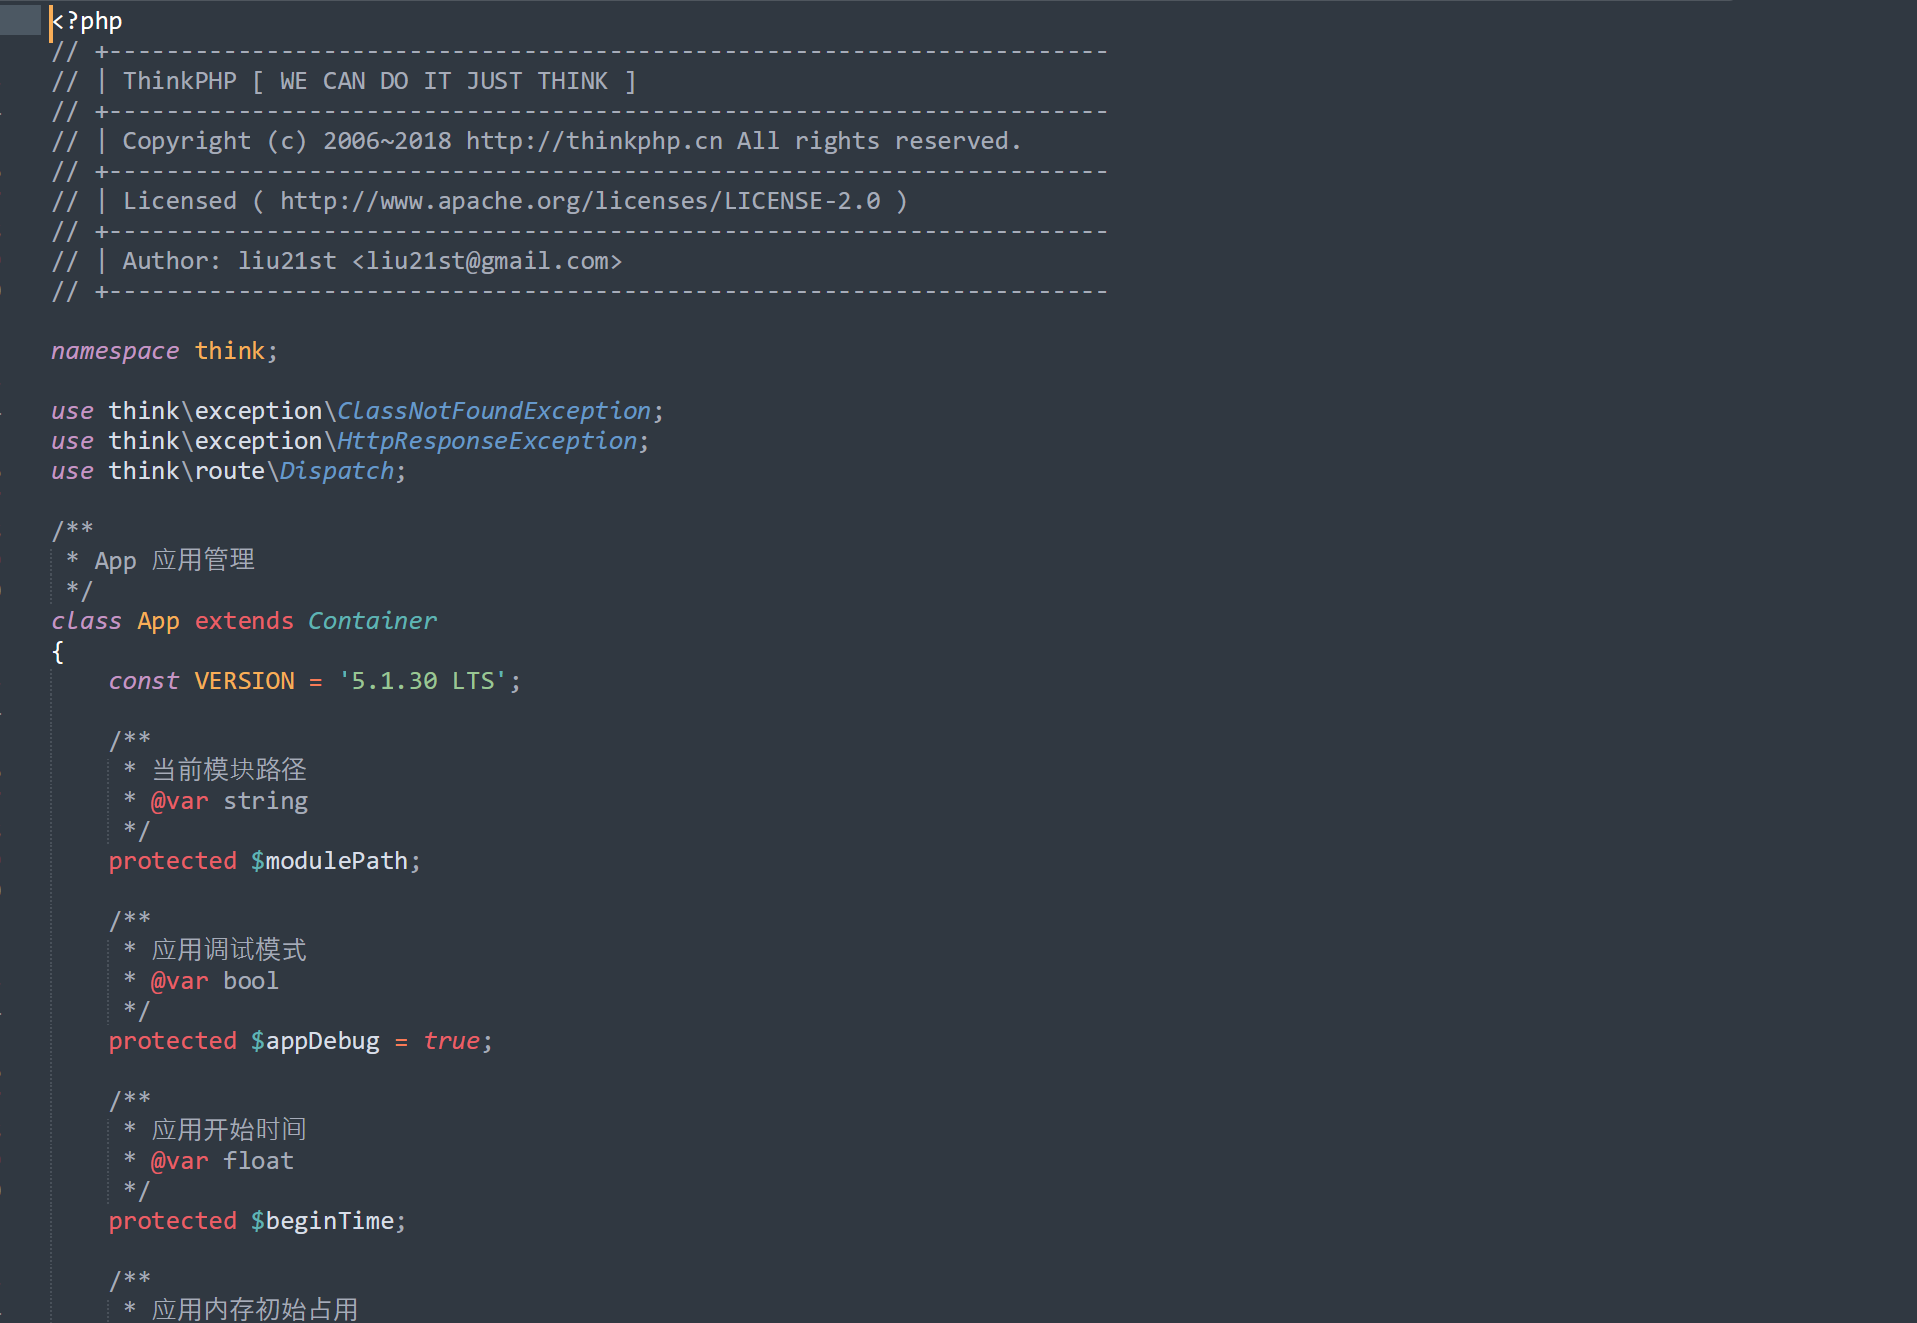 <?php
// +----------------------------------------------------------------------
// | ThinkPHP [ WE CAN DO IT JUST THINK ]
// +----------------------------------------------------------------------
// | Copyright (c) 2006~2018 http://thinkphp.cn All rights reserved.
// +----------------------------------------------------------------------
// | Licensed ( http://www.apache.org/licenses/LICENSE-2.0 )
// +----------------------------------------------------------------------
// | Author: liu21st <liu21st@gmail.com>
// +----------------------------------------------------------------------
namespace think;
use think\exception\ClassNotFoundException;
use think\exception\HttpResponseException;
use think\route\Dispatch;
/**
 * App 应用管理
 */
class App extends Container
{
    const VERSION = '5.1.30 LTS';
    /**
     * 当前模块路径
     * @var string
     */
    protected $modulePath;
    /**
     * 应用调试模式
     * @var bool
     */
    protected $appDebug = true;
    /**
     * 应用开始时间
     * @var float
     */
    protected $beginTime;
    /**
     * 应用内存初始占用